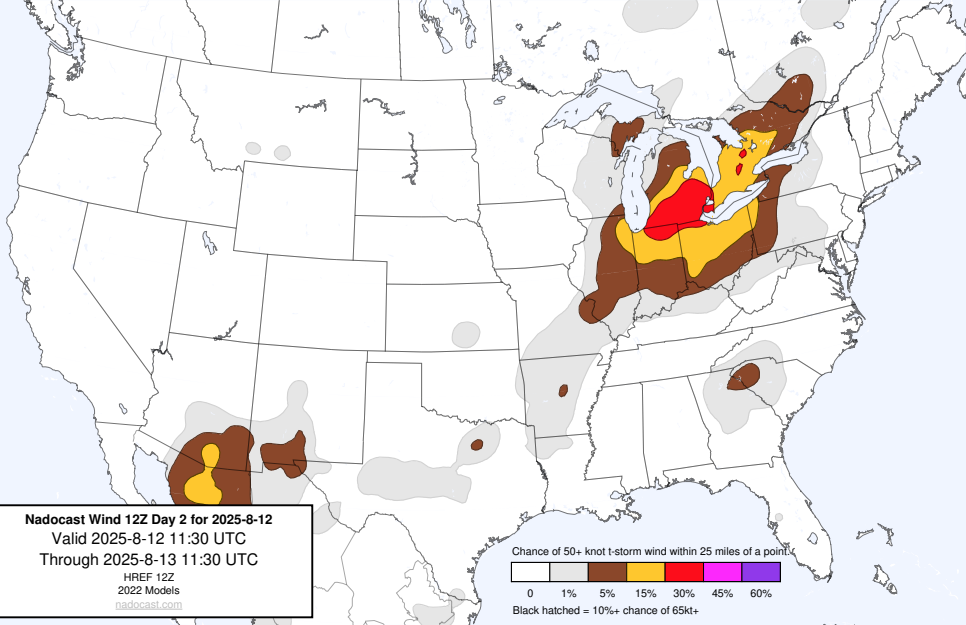 Nadocast Wind 12Z Day 2 for 2025-8-12
Valid 2025-8-12 11:30 UTC
Through 2025-8-13 11:30 UTC
HREF 12Z
2022 Models
nadocast.com
Chance of 50+ knot t-storm wind within 25 miles of a point.
0 1% 5% 15% 30% 45% 60%
Black hatched = 10%+ chance of 65kt+